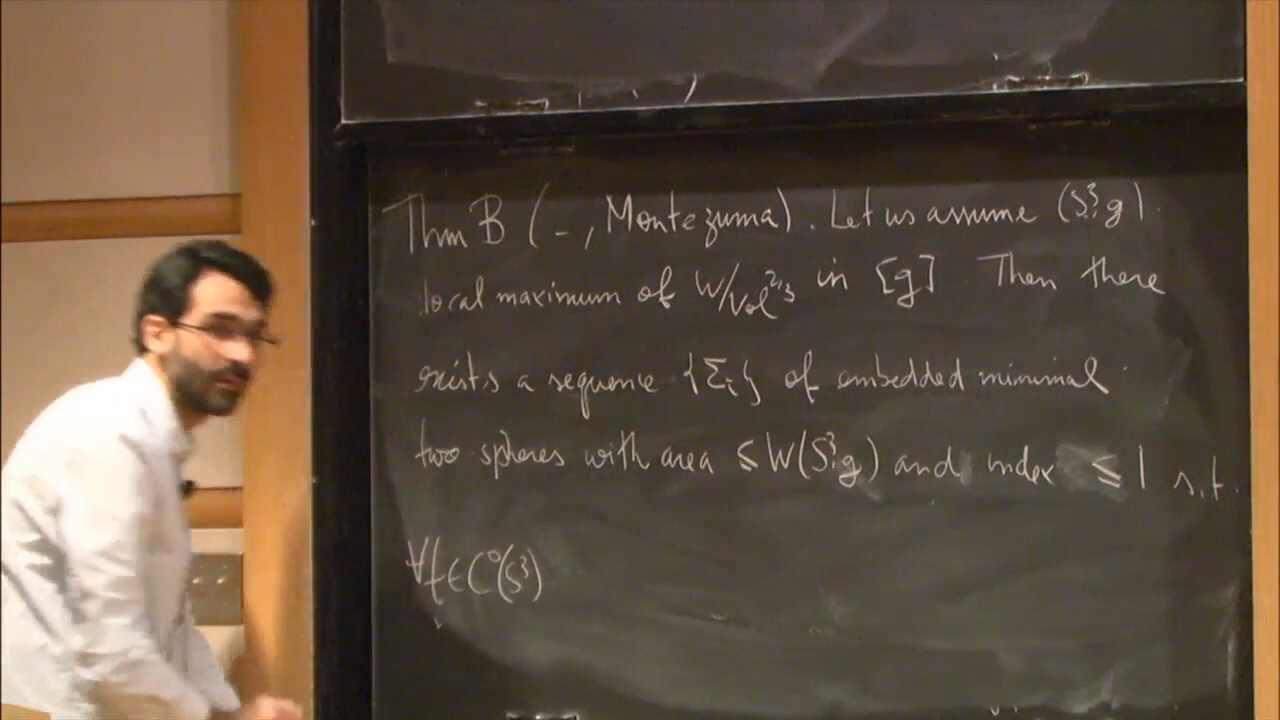 Thm B (–, Montezuma). Let us assume (S³, g)
local maximum of W/Vol^{2/3} in [g] Then there
exists a sequence {Σᵢ} of embedded minimal
two spheres with area ≤ W(S³, g) and index ≤ 1 s.t.
∀f∈C⁰(S³)